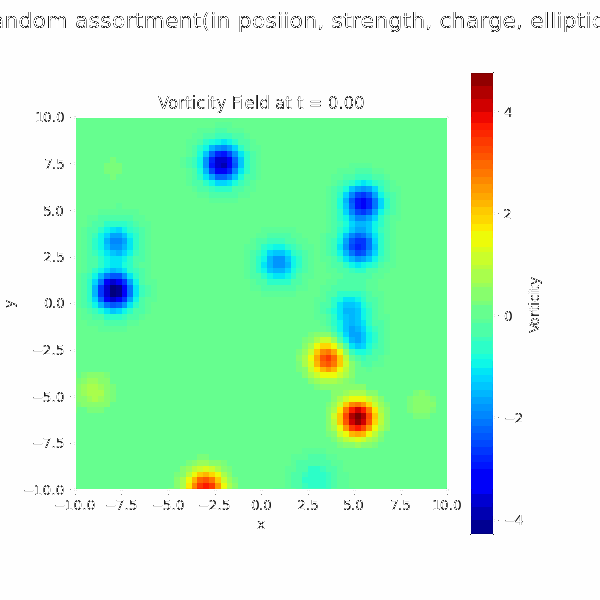 andom assortment(in posiion, strength, charge, elliptic
Vorticity Field at t = 0.00
10.0
7.5
5.0
2.5
0.0
−2.5
−5.0
−7.5
−10.0
y
−10.0 −7.5 −5.0 −2.5 0.0 2.5 5.0 7.5 10.0
x
4
2
0
−2
−4
Vorticity